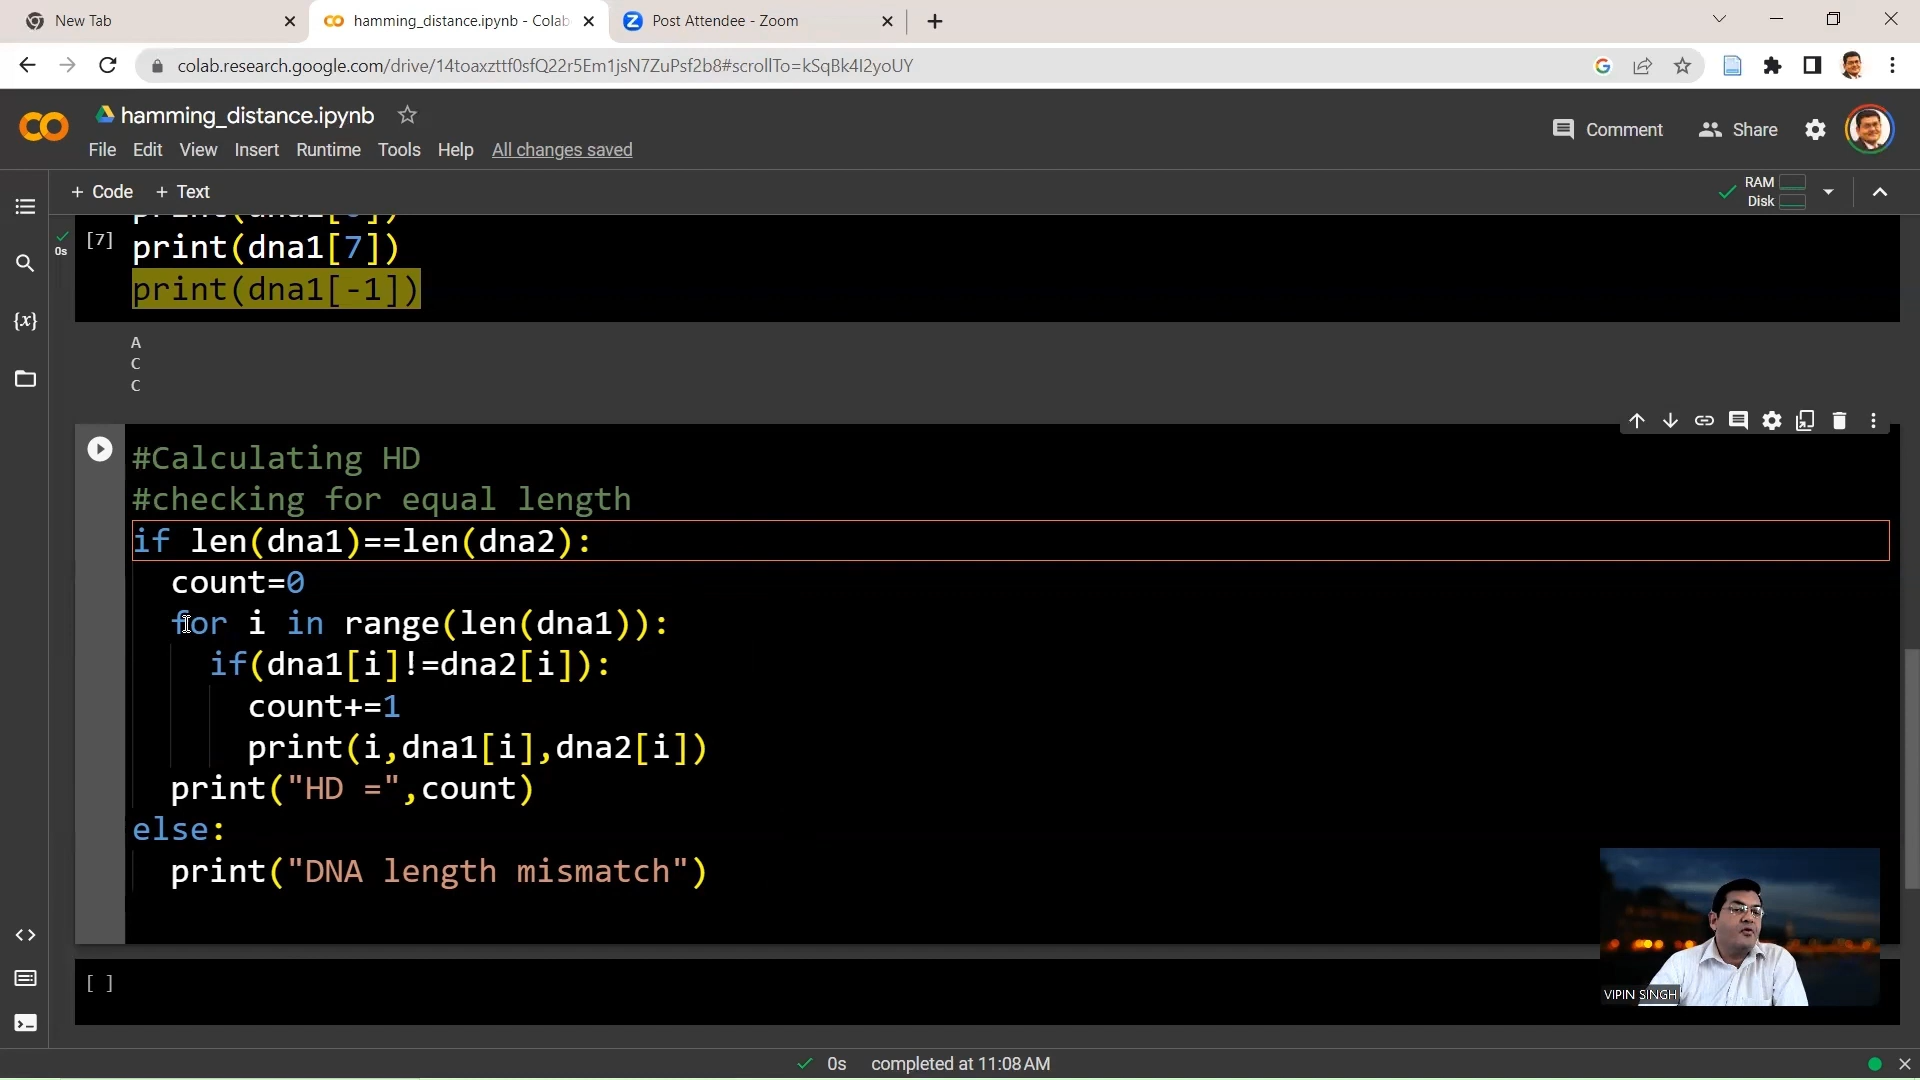 New Tab
hamming_distance.ipynb - Colab
Post Attendee - Zoom
colab.research.google.com/drive/14toaxzttf0sfQ22r5Em1jsN7ZuPsf2b8#scrollTo=kSqBk4I2yoUY
hamming_distance.ipynb
Comment
Share
File Edit View Insert Runtime Tools Help All changes saved
+ Code + Text
RAM
Disk
0s
[7]
print(dna1[7])
print(dna1[-1])
A
C
C
#Calculating HD
#checking for equal length
if len(dna1)==len(dna2):
count=0
for i in range(len(dna1)):
if(dna1[i]!=dna2[i]):
count+=1
print(i,dna1[i],dna2[i])
print("HD =",count)
else:
print("DNA length mismatch")
VIPIN SINGH
[ ]
0s completed at 11:08 AM